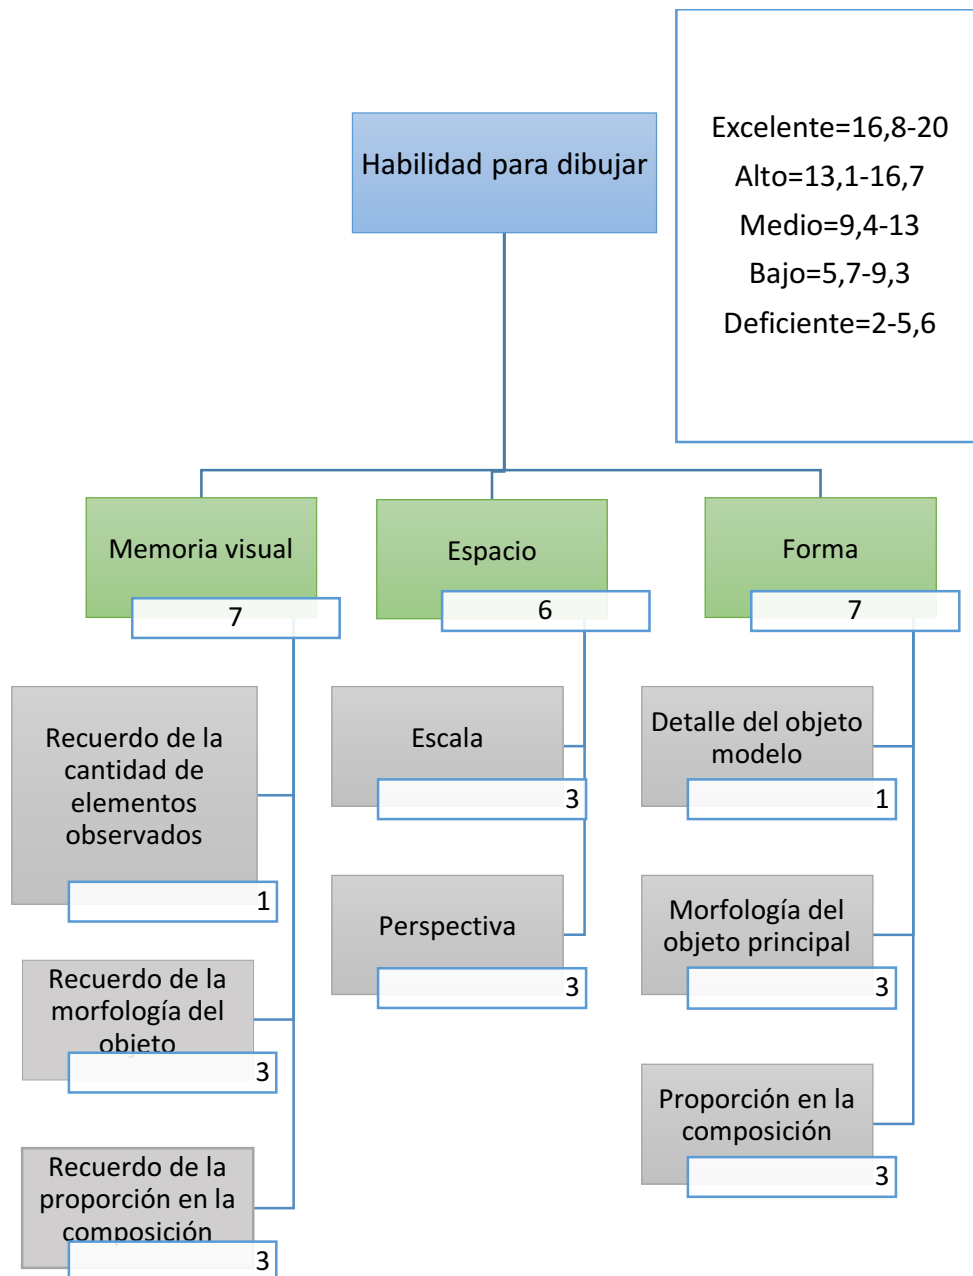 Habilidad para dibujar
Excelente=16,8-20
Alto=13,1-16,7
Medio=9,4-13
Bajo=5,7-9,3
Deficiente=2-5,6
Memoria visual
7
Espacio
6
Forma
7
Recuerdo de la
cantidad de
elementos
observados
1
Recuerdo de la
morfología del
objeto
3
Recuerdo de la
proporción en la
composición
3
Escala
3
Perspectiva
3
Detalle del objeto
modelo
1
Morfología del
objeto principal
3
Proporción en la
composición
3